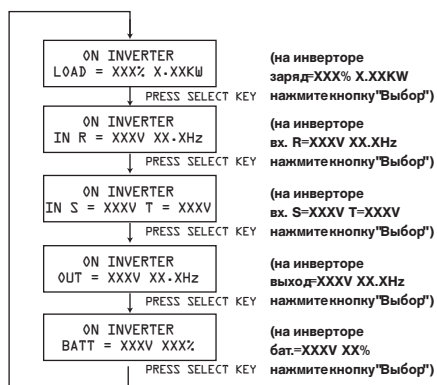 ON INVERTER
LOAD = XXX% X.XXKW
(на инверторе
заряд=XXX% X.XXKW
PRESS SELECT KEY
нажмите кнопку "Выбор")
ON INVERTER
IN R = XXXV XX.XHz
(на инверторе
вх. R=XXXV XX.XHz
PRESS SELECT KEY
нажмите кнопку "Выбор")
ON INVERTER
IN S = XXXV T = XXXV
(на инверторе
вх. S=XXXV T=XXXV
PRESS SELECT KEY
нажмите кнопку "Выбор")
ON INVERTER
OUT = XXXV XX.XHz
(на инверторе
выход=XXXV XX.XHz
PRESS SELECT KEY
нажмите кнопку "Выбор")
ON INVERTER
BATT = XXXV XXX%
(на инверторе
бат.=XXXV XX%
PRESS SELECT KEY
нажмите кнопку "Выбор")